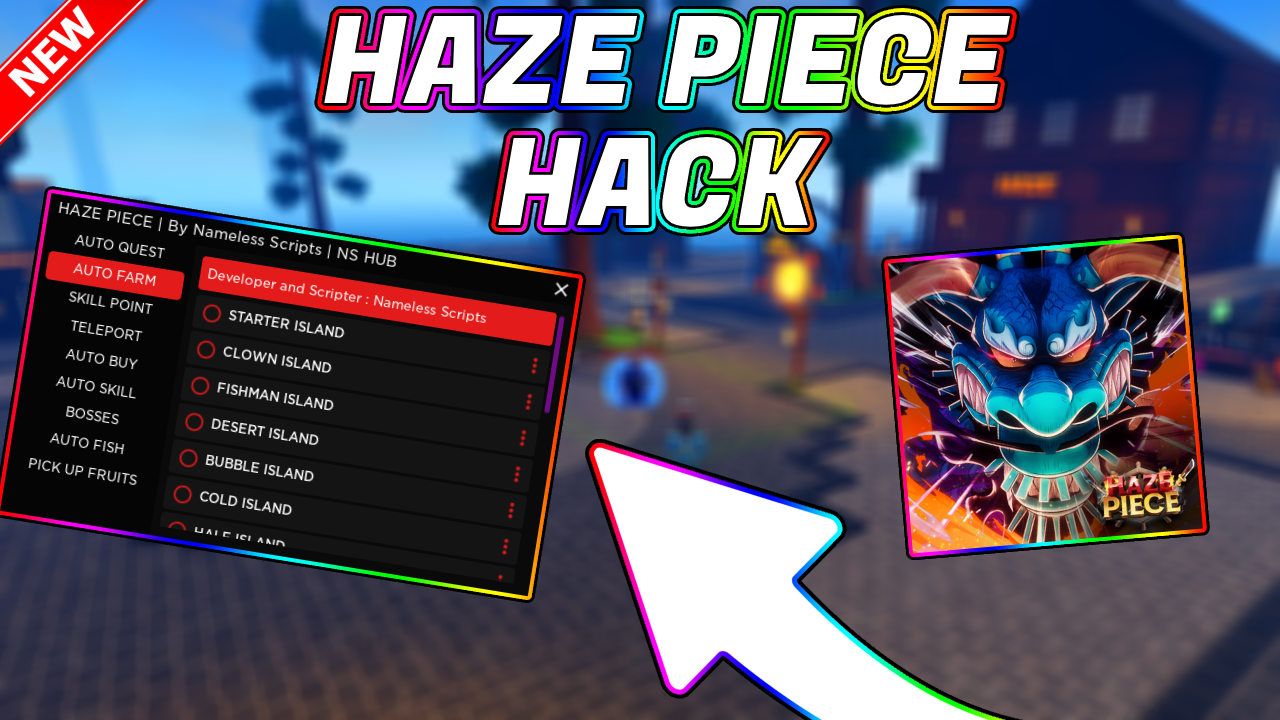 NEW
HAZE PIECE
HACK
HAZE PIECE | By Nameless Scripts | NS HUB
AUTO QUEST
AUTO FARM
SKILL POINT
TELEPORT
AUTO BUY
AUTO SKILL
BOSSES
AUTO FISH
PICK UP FRUITS
Developer and Scripter : Nameless Scripts
STARTER ISLAND
CLOWN ISLAND
FISHMAN ISLAND
DESERT ISLAND
BUBBLE ISLAND
COLD ISLAND
HALF ISLAND
HAZE
PIECE